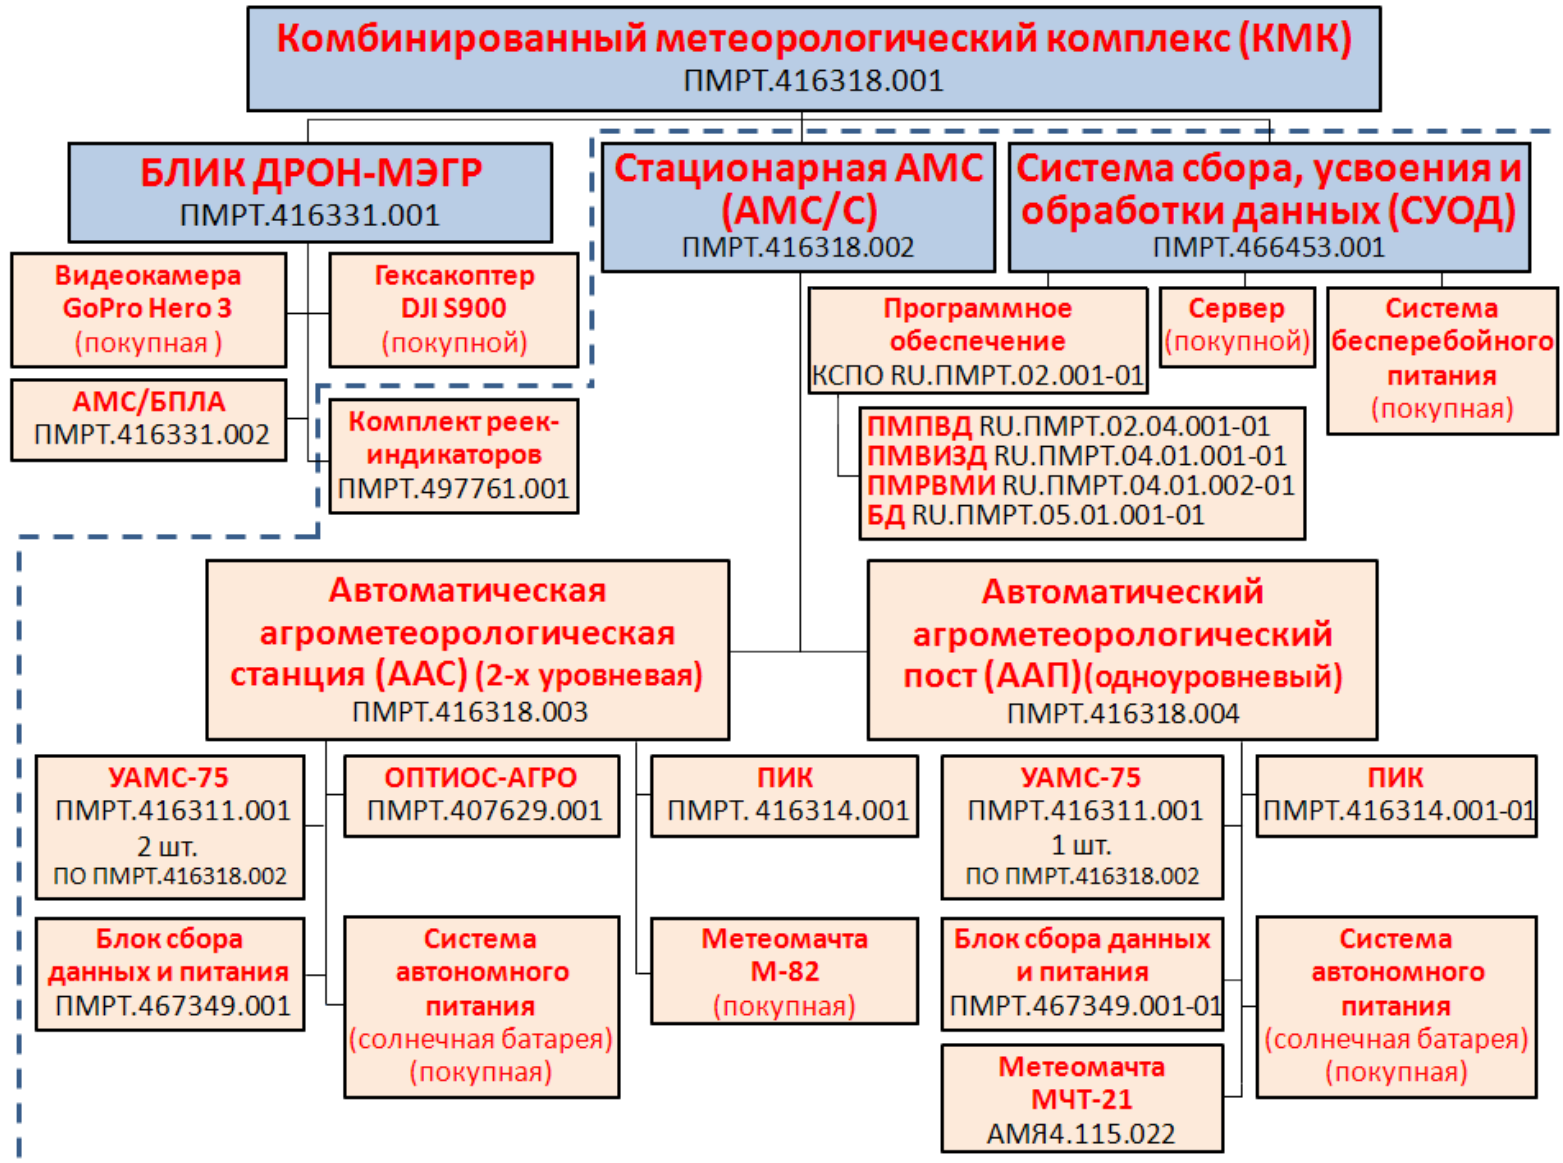 Комбинированный метеорологический комплекс (КМК)
ПМРТ.416318.001
БЛИК ДРОН-МЭГР
ПМРТ.416331.001
Стационарная АМС
(АМС/С)
ПМРТ.416318.002
Система сбора, усвоения и
обработки данных (СУОД)
ПМРТ.466453.001
Видеокамера
GoPro Hero 3
(покупная )
Гексакоптер
DJI S900
(покупной)
АМС/БПЛА
ПМРТ.416331.002
Комплект реек-
индикаторов
ПМРТ.497761.001
Программное
обеспечение
КСПО RU.ПМРТ.02.001-01
Сервер
(покупной)
Система
бесперебойного
питания
(покупная)
ПМПВД RU.ПМРТ.02.04.001-01
ПМВИЗД RU.ПМРТ.04.01.001-01
ПМРВМИ RU.ПМРТ.04.01.002-01
БД RU.ПМРТ.05.01.001-01
Автоматическая
агрометеорологическая
станция (ААС) (2-х уровневая)
ПМРТ.416318.003
Автоматический
агрометеорологический
пост (ААП)(одноуровневый)
ПМРТ.416318.004
УАМС-75
ПМРТ.416311.001
2 шт.
ПО ПМРТ.416318.002
ОПТИОС-АГРО
ПМРТ.407629.001
ПИК
ПМРТ. 416314.001
УАМС-75
ПМРТ.416311.001
1 шт.
ПО ПМРТ.416318.002
ПИК
ПМРТ.416314.001-01
Блок сбора
данных и питания
ПМРТ.467349.001
Система
автономного
питания
(солнечная батарея)
(покупная)
Метеомачта
М-82
(покупная)
Блок сбора данных
и питания
ПМРТ.467349.001-01
Система
автономного
питания
(солнечная батарея)
(покупная)
Метеомачта
МЧТ-21
АМЯ4.115.022